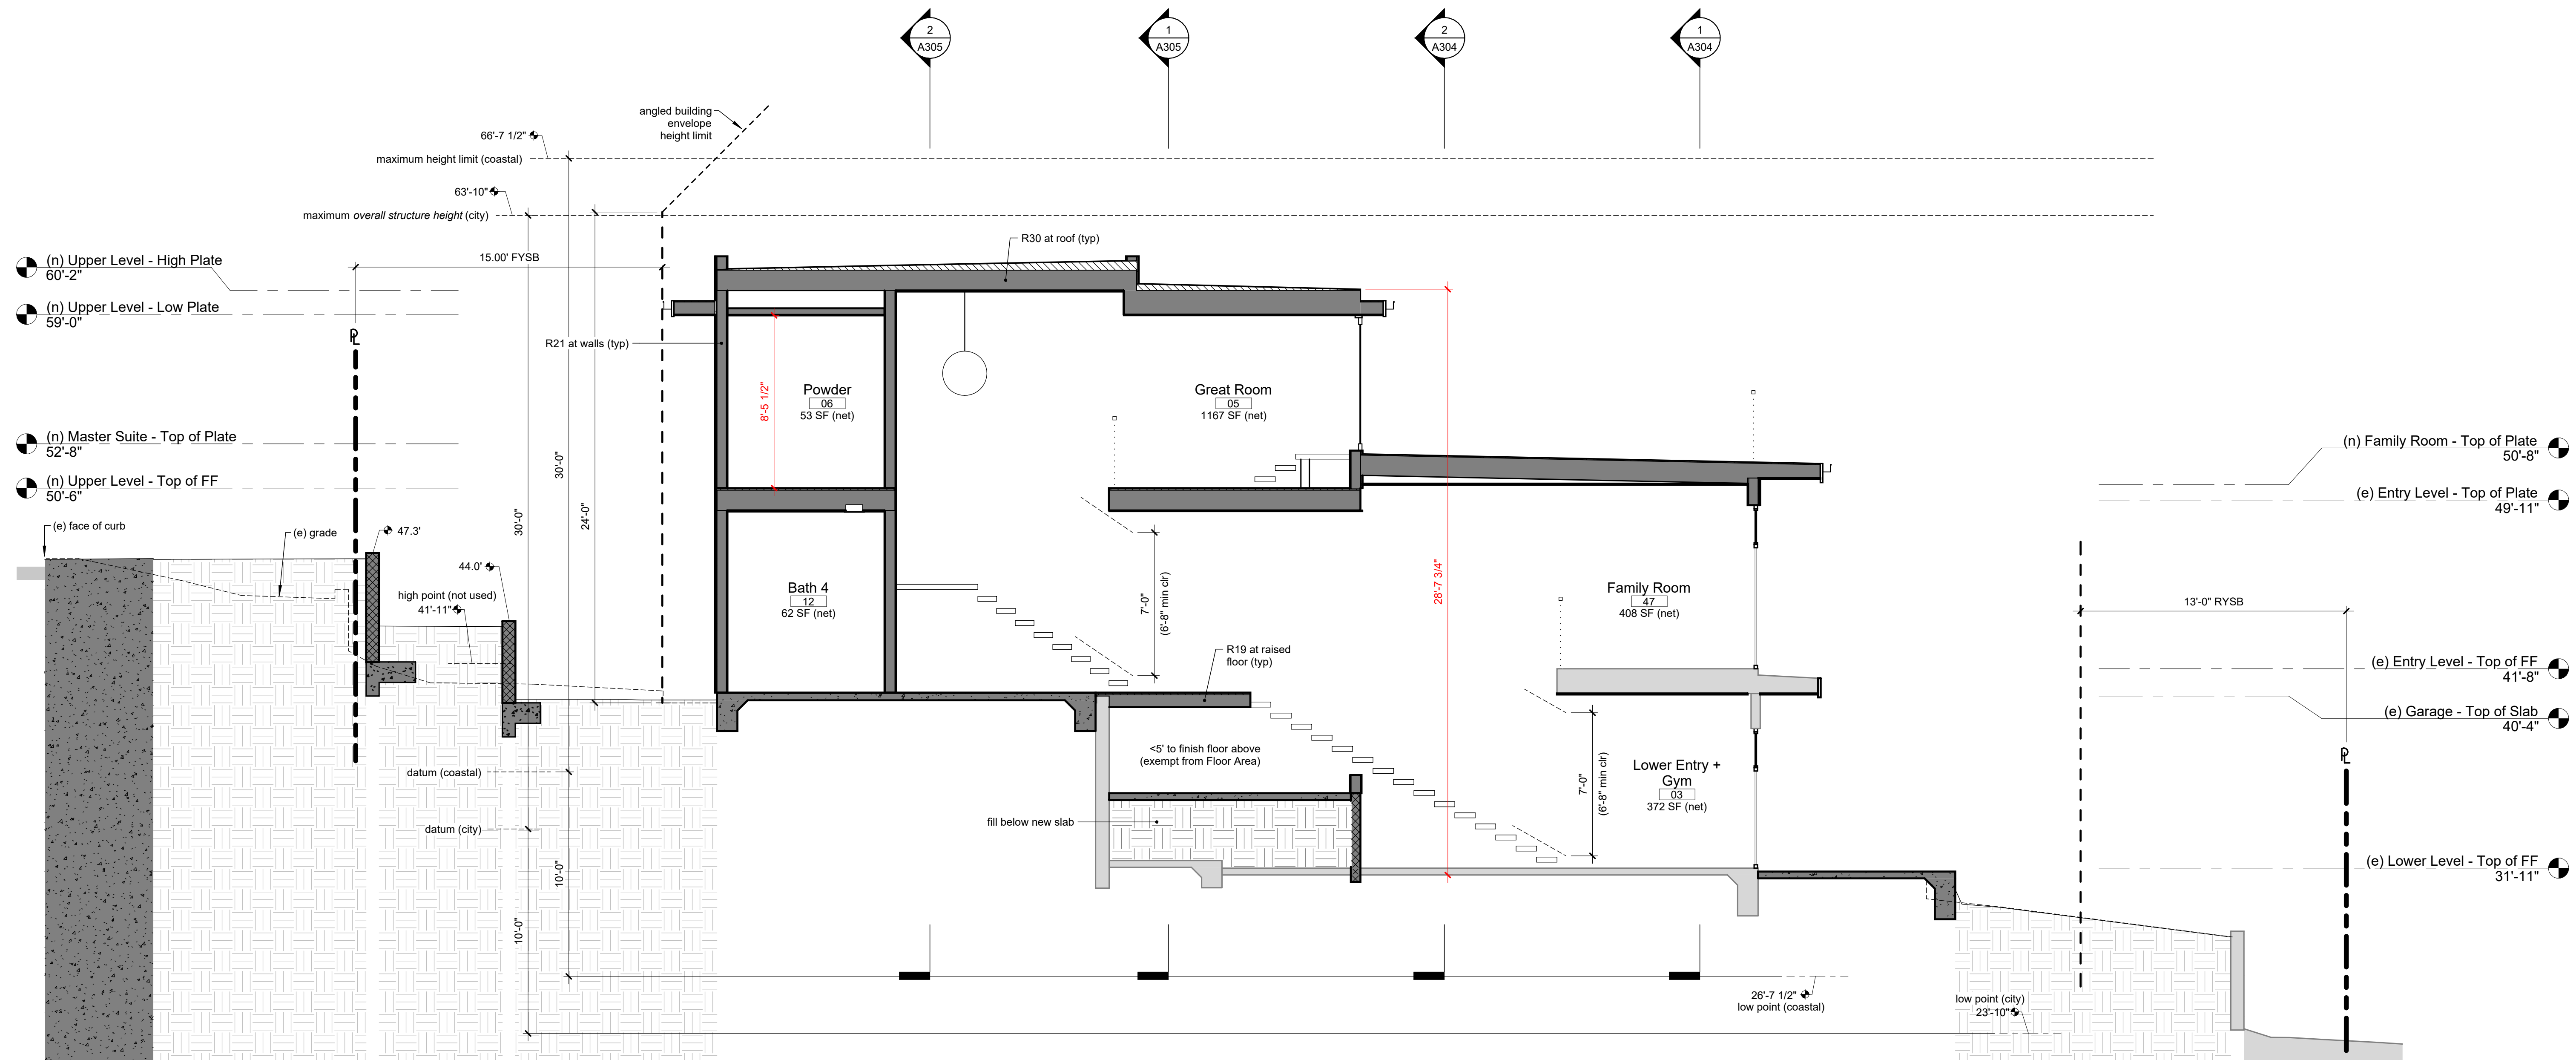 2
A305
1
A305
2
A304
1
A304
angled building
envelope
height limit
66'-7 1/2"
maximum height limit (coastal)
63'-10"
maximum overall structure height (city)
(n) Upper Level - High Plate
60'-2"
15.00' FYSB
R30 at roof (typ)
(n) Upper Level - Low Plate
59'-0"
PL
R21 at walls (typ)
Powder
06
53 SF (net)
8'-5 1/2"
Great Room
05
1167 SF (net)
(n) Master Suite - Top of Plate
52'-8"
(n) Family Room - Top of Plate
50'-8"
(n) Upper Level - Top of FF
50'-6"
(e) Entry Level - Top of Plate
49'-11"
30'-0"
30'-0"
24'-0"
(e) face of curb
(e) grade
47.3'
44.0'
high point (not used)
41'-11"
Bath 4
12
62 SF (net)
7'-0"
(6'-8" min clr)
28'-7 3/4"
Family Room
47
408 SF (net)
13'-0" RYSB
R19 at raised
floor (typ)
(e) Entry Level - Top of FF
41'-8"
(e) Garage - Top of Slab
40'-4"
<5' to finish floor above
(exempt from Floor Area)
7'-0"
(6'-8" min clr)
Lower Entry +
Gym
03
372 SF (net)
PL
datum (coastal)
datum (city)
fill below new slab
10'-0"
10'-0"
(e) Lower Level - Top of FF
31'-11"
26'-7 1/2"
low point (coastal)
low point (city)
23'-10"